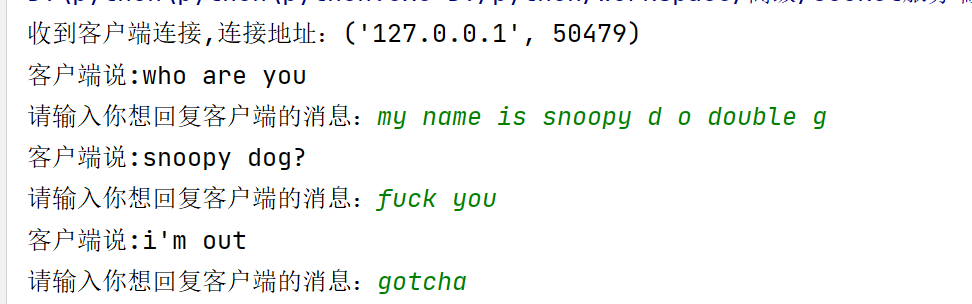 收到客户端连接,连接地址：('127.0.0.1', 50479)
客户端说:who are you
请输入你想回复客户端的消息：my name is snoopy d o double g
客户端说:snoopy dog?
请输入你想回复客户端的消息：fuck you
客户端说:i'm out
请输入你想回复客户端的消息：gotcha